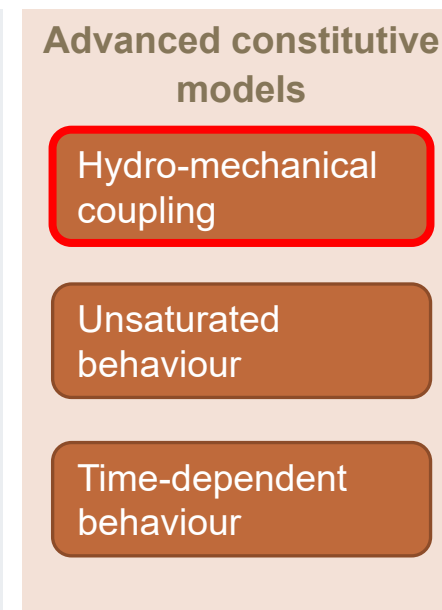 Advanced constitutive
models
Hydro-mechanical
coupling
Unsaturated
behaviour
Time-dependent
behaviour